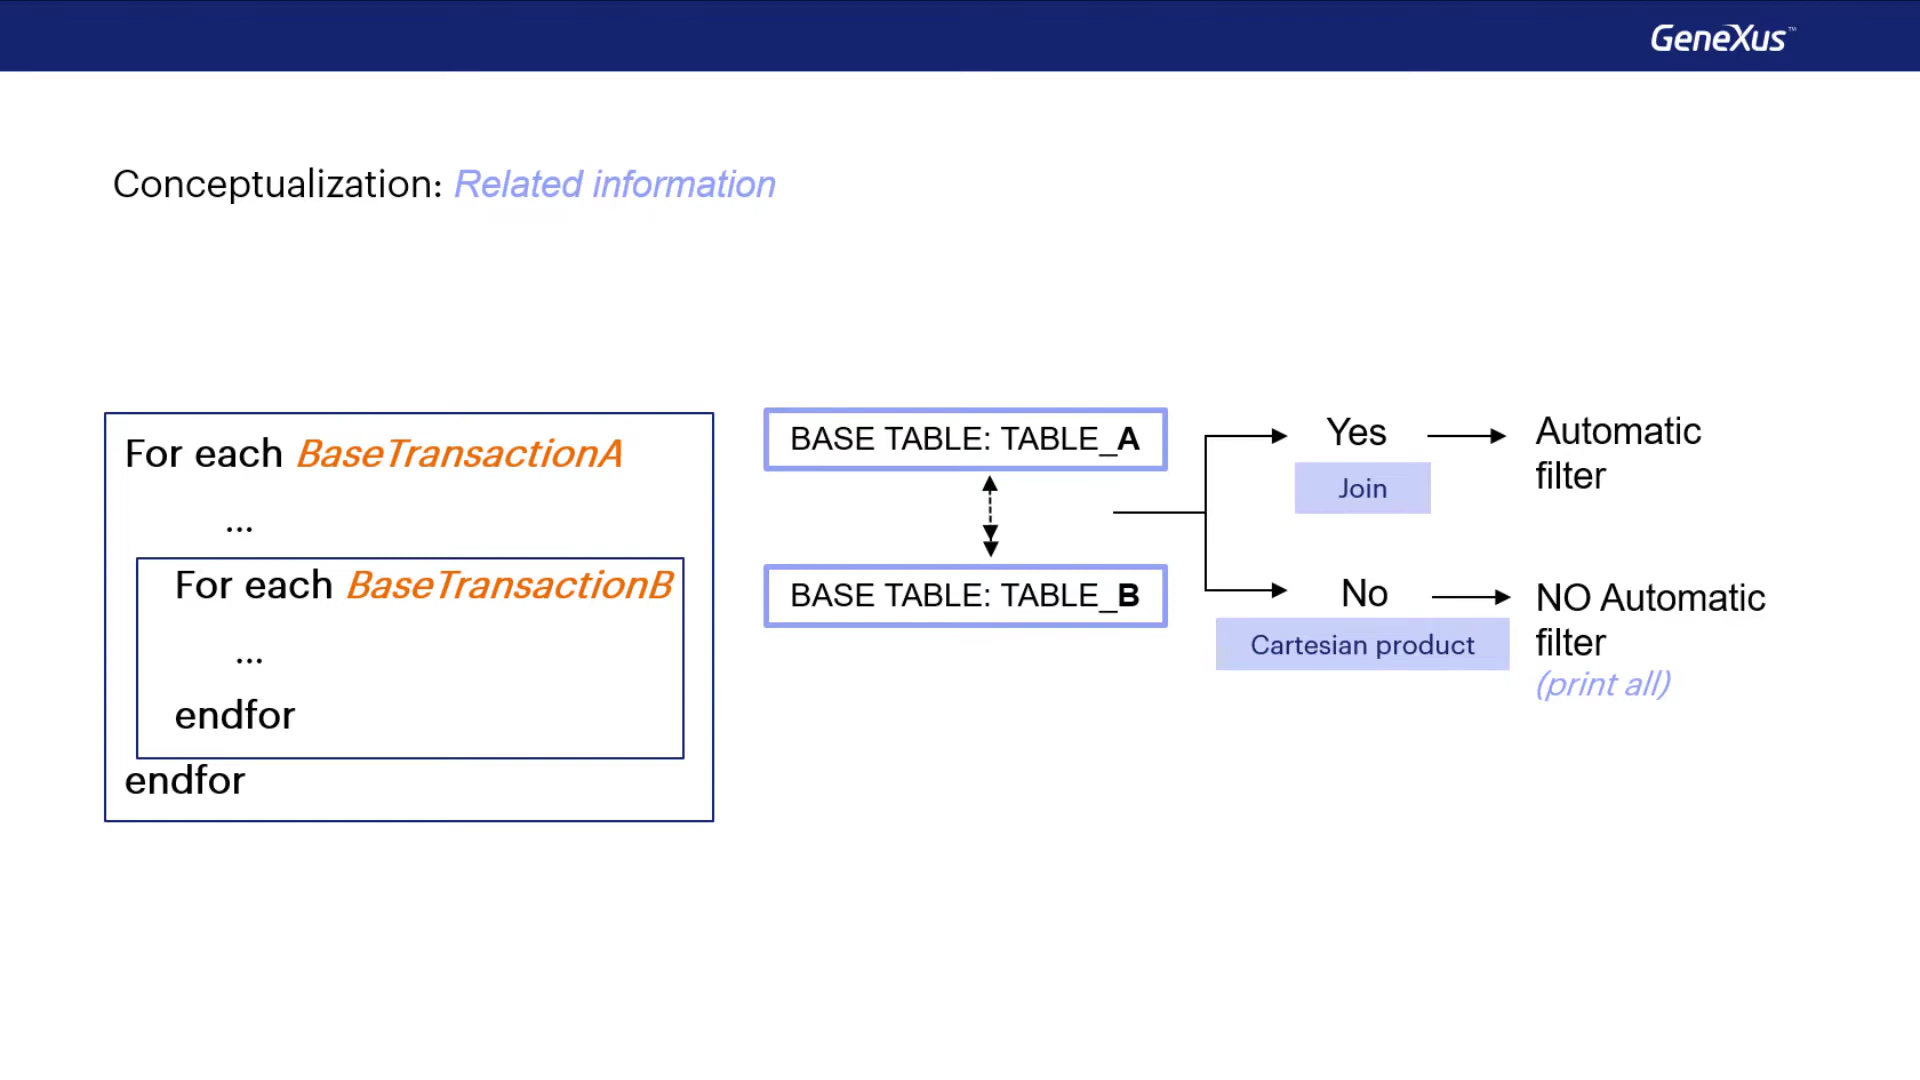 GeneXus™
Conceptualization: Related information
For each BaseTransactionA
...
For each BaseTransactionB
...
endfor
endfor
BASE TABLE: TABLE_A
BASE TABLE: TABLE_B
Yes
Join
Automatic
filter
No
Cartesian product
NO Automatic
filter
(print all)